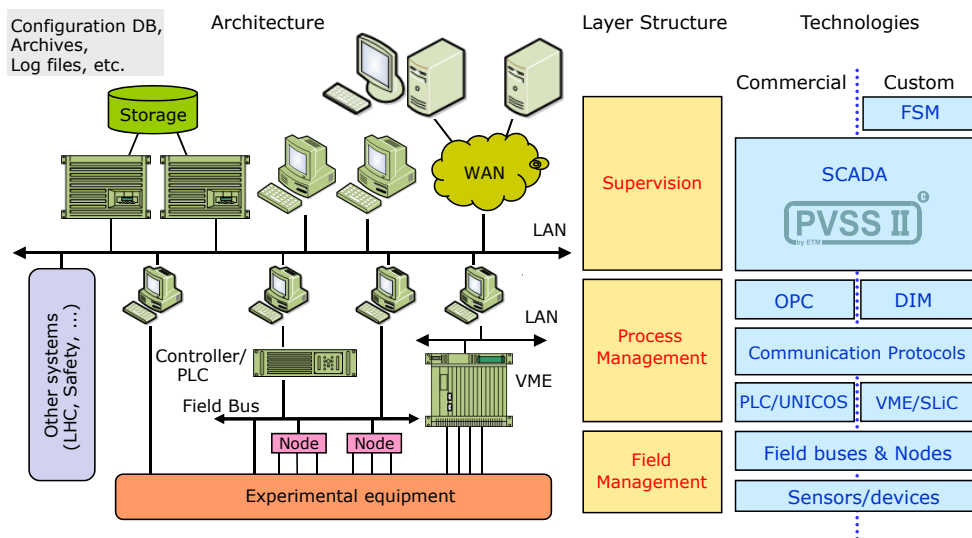 Configuration DB,
Archives,
Log files, etc.
Architecture
Layer Structure
Technologies
Commercial
Custom
FSM
Storage
WAN
Supervision
SCADA
PVSS II
by ETM
LAN
OPC
DIM
Other systems
(LHC, Safety, ...)
LAN
Controller/
PLC
VME
Process
Management
Communication Protocols
Field Bus
PLC/UNICOS
VME/SLiC
Node
Node
Field
Management
Field buses & Nodes
Experimental equipment
Sensors/devices